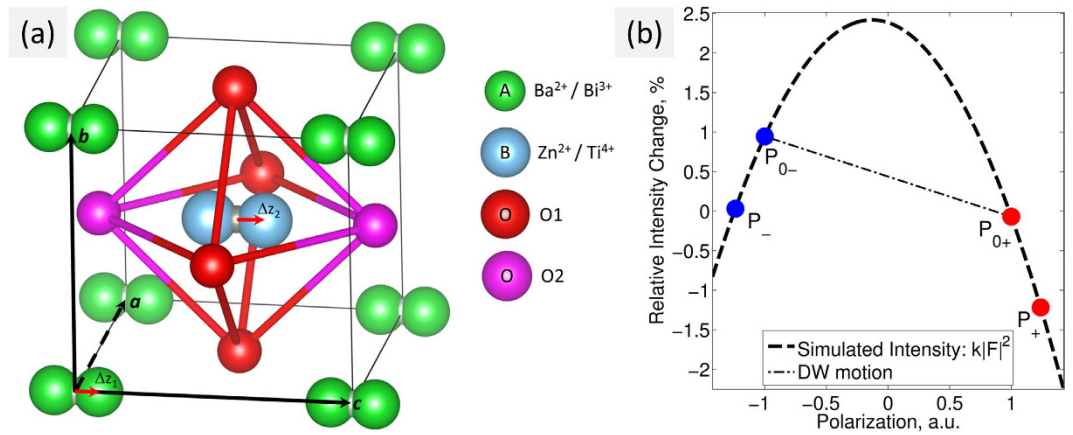 (a)
b
Δz₂
a
Δz₁
c
A Ba²⁺ / Bi³⁺
B Zn²⁺ / Ti⁴⁺
O O1
O O2
(b)
Relative Intensity Change, %
2.5
2
1.5
1
0.5
0
−0.5
−1
−1.5
−2
P₀₋
P₋
P₀₊
P₊
Simulated Intensity: k|F|²
DW motion
−1 −0.5 0 0.5 1
Polarization, a.u.